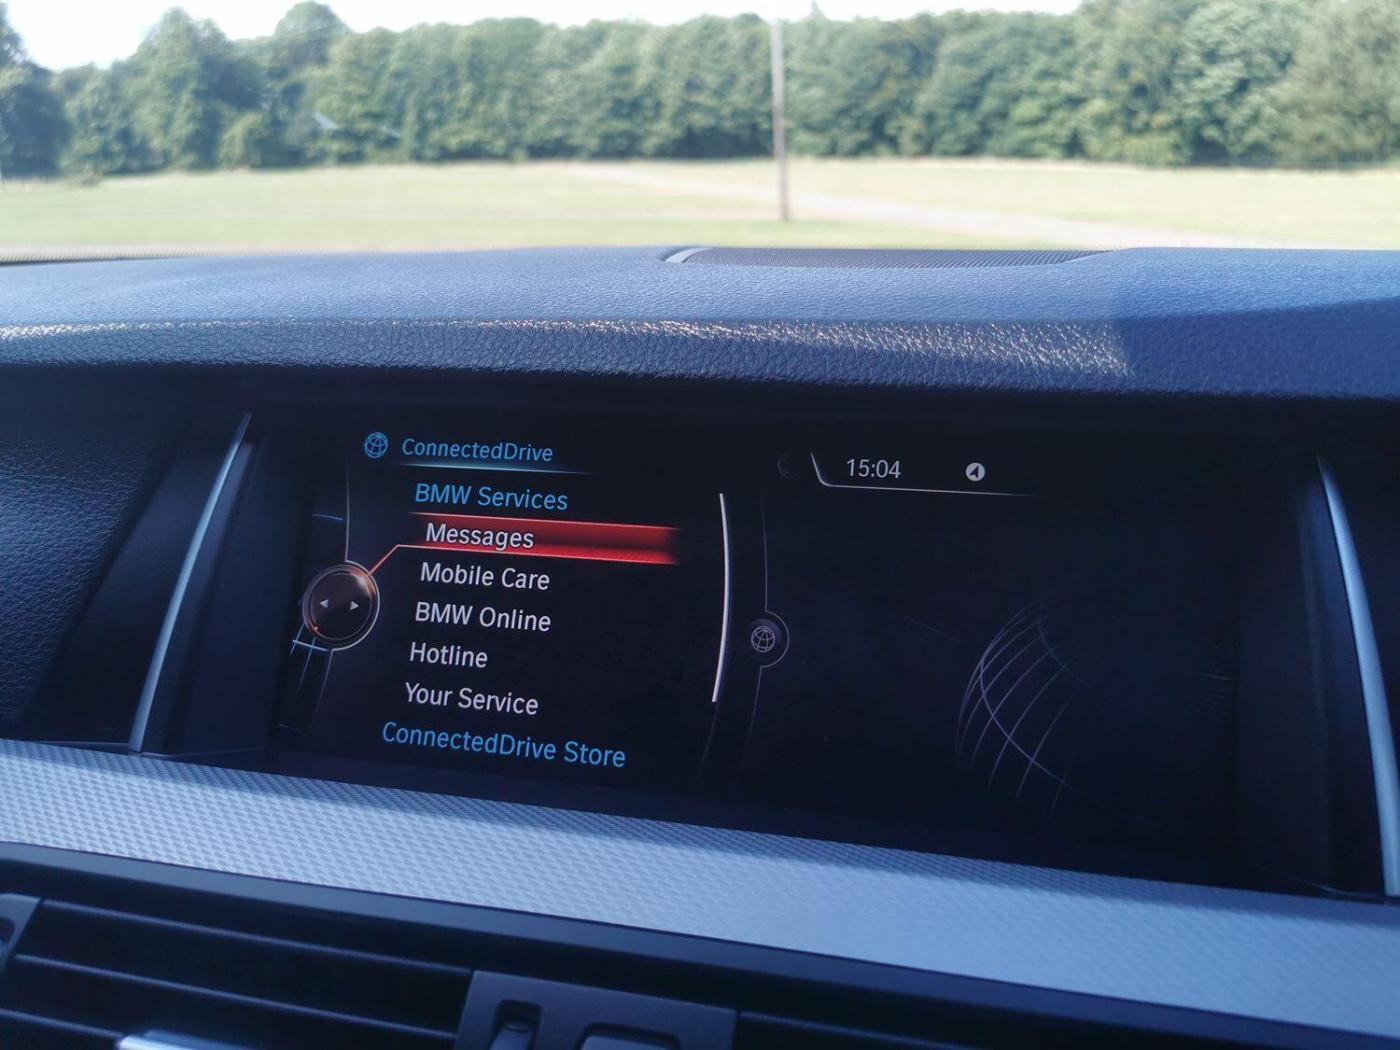 ConnectedDrive
15:04
BMW Services
Messages
Mobile Care
BMW Online
Hotline
Your Service
ConnectedDrive Store